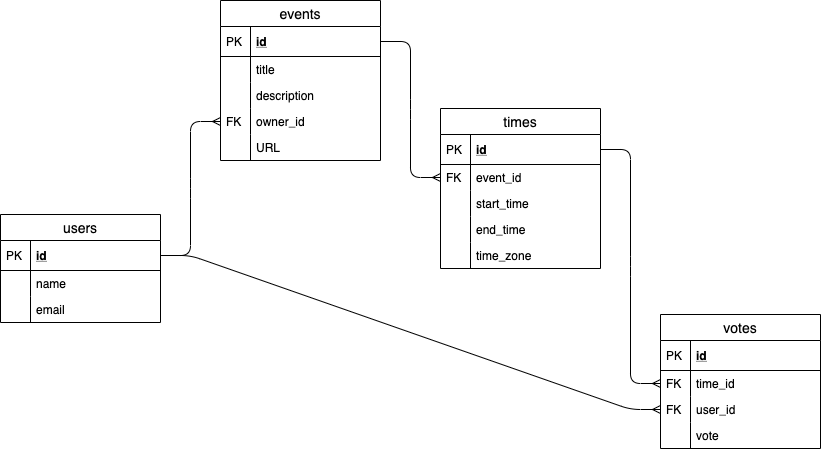 events
PK id
title
description
FK owner_id
URL
times
PK id
FK event_id
start_time
end_time
time_zone
users
PK id
name
email
votes
PK id
FK time_id
FK user_id
vote